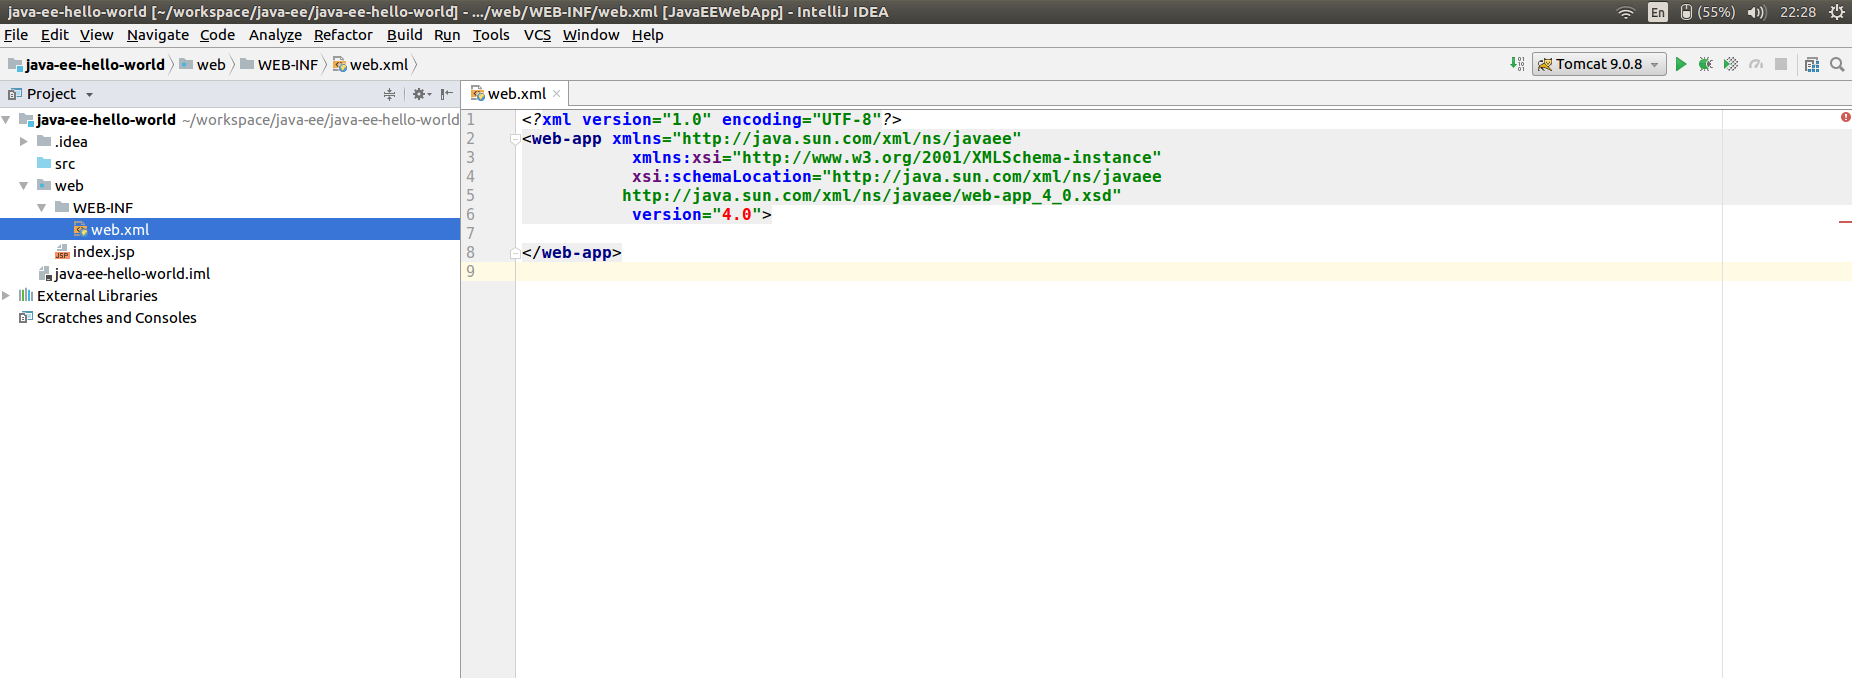 java-ee-hello-world [~/workspace/java-ee/java-ee-hello-world] - .../web/WEB-INF/web.xml [JavaEEWebApp] - IntelliJ IDEA En (55%) 22:28
File Edit View Navigate Code Analyze Refactor Build Run Tools VCS Window Help
java-ee-hello-world web WEB-INF web.xml Tomcat 9.0.8
Project
java-ee-hello-world ~/workspace/java-ee/java-ee-hello-world
.idea
src
web
WEB-INF
web.xml
JSP index.jsp
java-ee-hello-world.iml
External Libraries
Scratches and Consoles
web.xml
1 <?xml version="1.0" encoding="UTF-8"?>
2 <web-app xmlns="http://java.sun.com/xml/ns/javaee"
3 xmlns:xsi="http://www.w3.org/2001/XMLSchema-instance"
4 xsi:schemaLocation="http://java.sun.com/xml/ns/javaee
5 http://java.sun.com/xml/ns/javaee/web-app_4_0.xsd"
6 version="4.0">
7
8 </web-app>
9